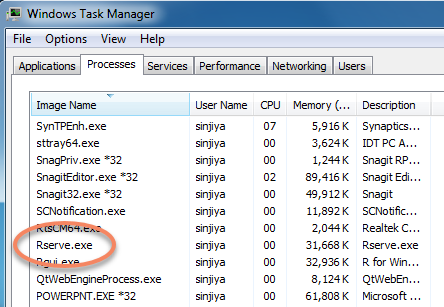 Windows Task Manager
File Options View Help
Applications Processes Services Performance Networking Users
Image Name User Name CPU Memory (... Description
SynTPEnh.exe sinjiya 07 5,916 K Synaptics...
sttray64.exe sinjiya 00 3,624 K IDT PC A...
SnagPriv.exe *32 sinjiya 00 1,244 K Snagit RP...
SnagitEditor.exe *32 sinjiya 02 89,416 K Snagit Edi...
Snagit32.exe *32 sinjiya 00 49,912 K Snagit
SCNotification.exe sinjiya 00 11,892 K SCNotifica...
RtsCM64.exe sinjiya 00 2,044 K Realtek C...
Rserve.exe sinjiya 00 31,668 K Rserve.exe
Rgui.exe sinjiya 00 32,936 K R for Win...
QtWebEngineProcess.exe sinjiya 00 8,124 K QtWebEn...
POWERPNT.EXE *32 sinjiya 00 61,808 K Microsoft...